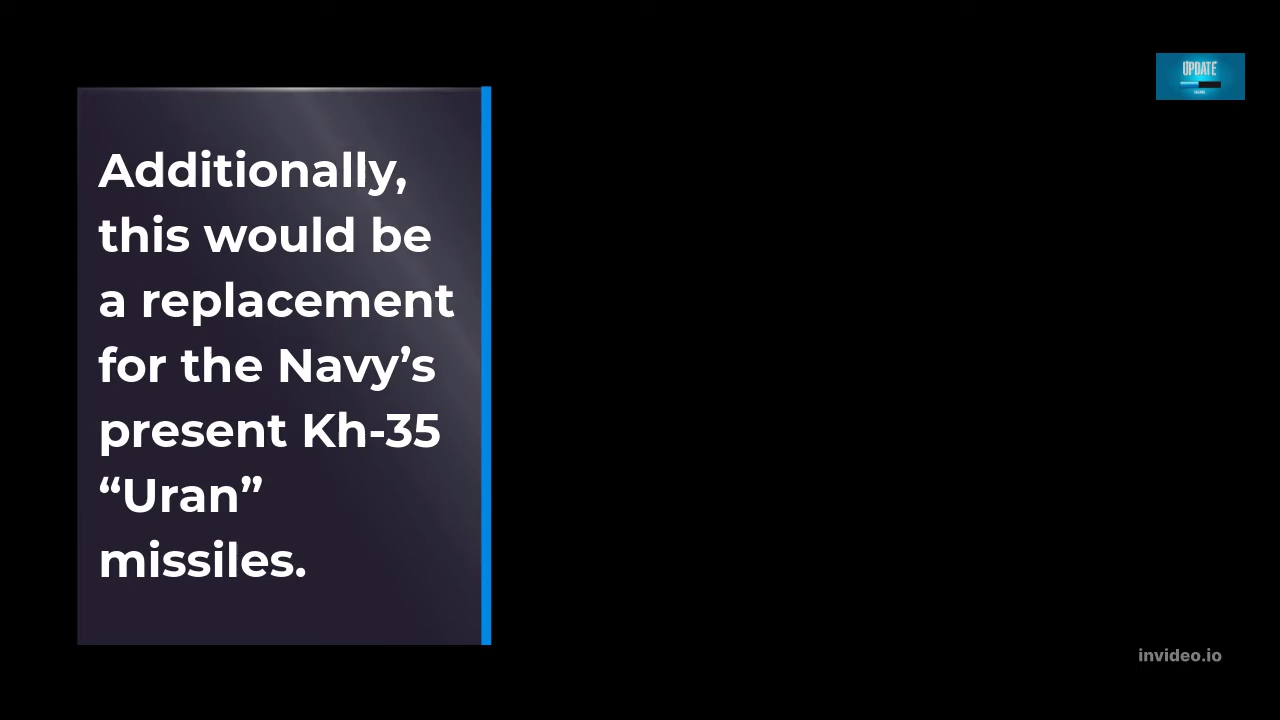 Additionally,
this would be
a replacement
for the Navy’s
present Kh-35
“Uran”
missiles.
UPDATE
invideo.io